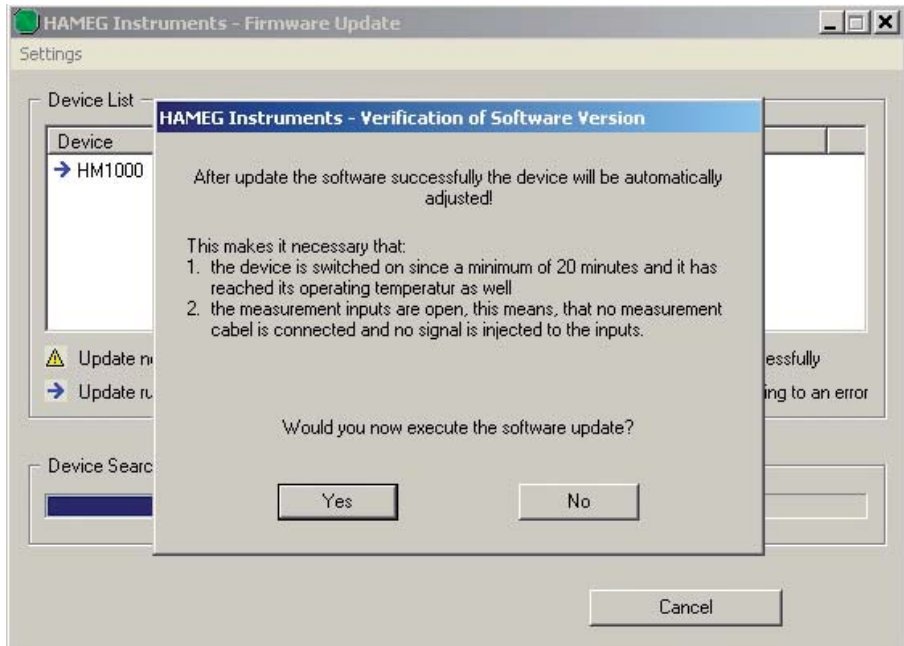 HAMEG Instruments - Firmware Update
Settings
Device List
HAMEG Instruments - Verification of Software Version
Device
HM1000
After update the software successfully the device will be automatically
adjusted!
This makes it necessary that:
1. the device is switched on since a minimum of 20 minutes and it has
reached its operating temperatur as well
2. the measurement inputs are open, this means, that no measurement
cabel is connected and no signal is injected to the inputs.
Update
Update
to an error
Would you now execute the software update?
Device
Yes
No
Cancel